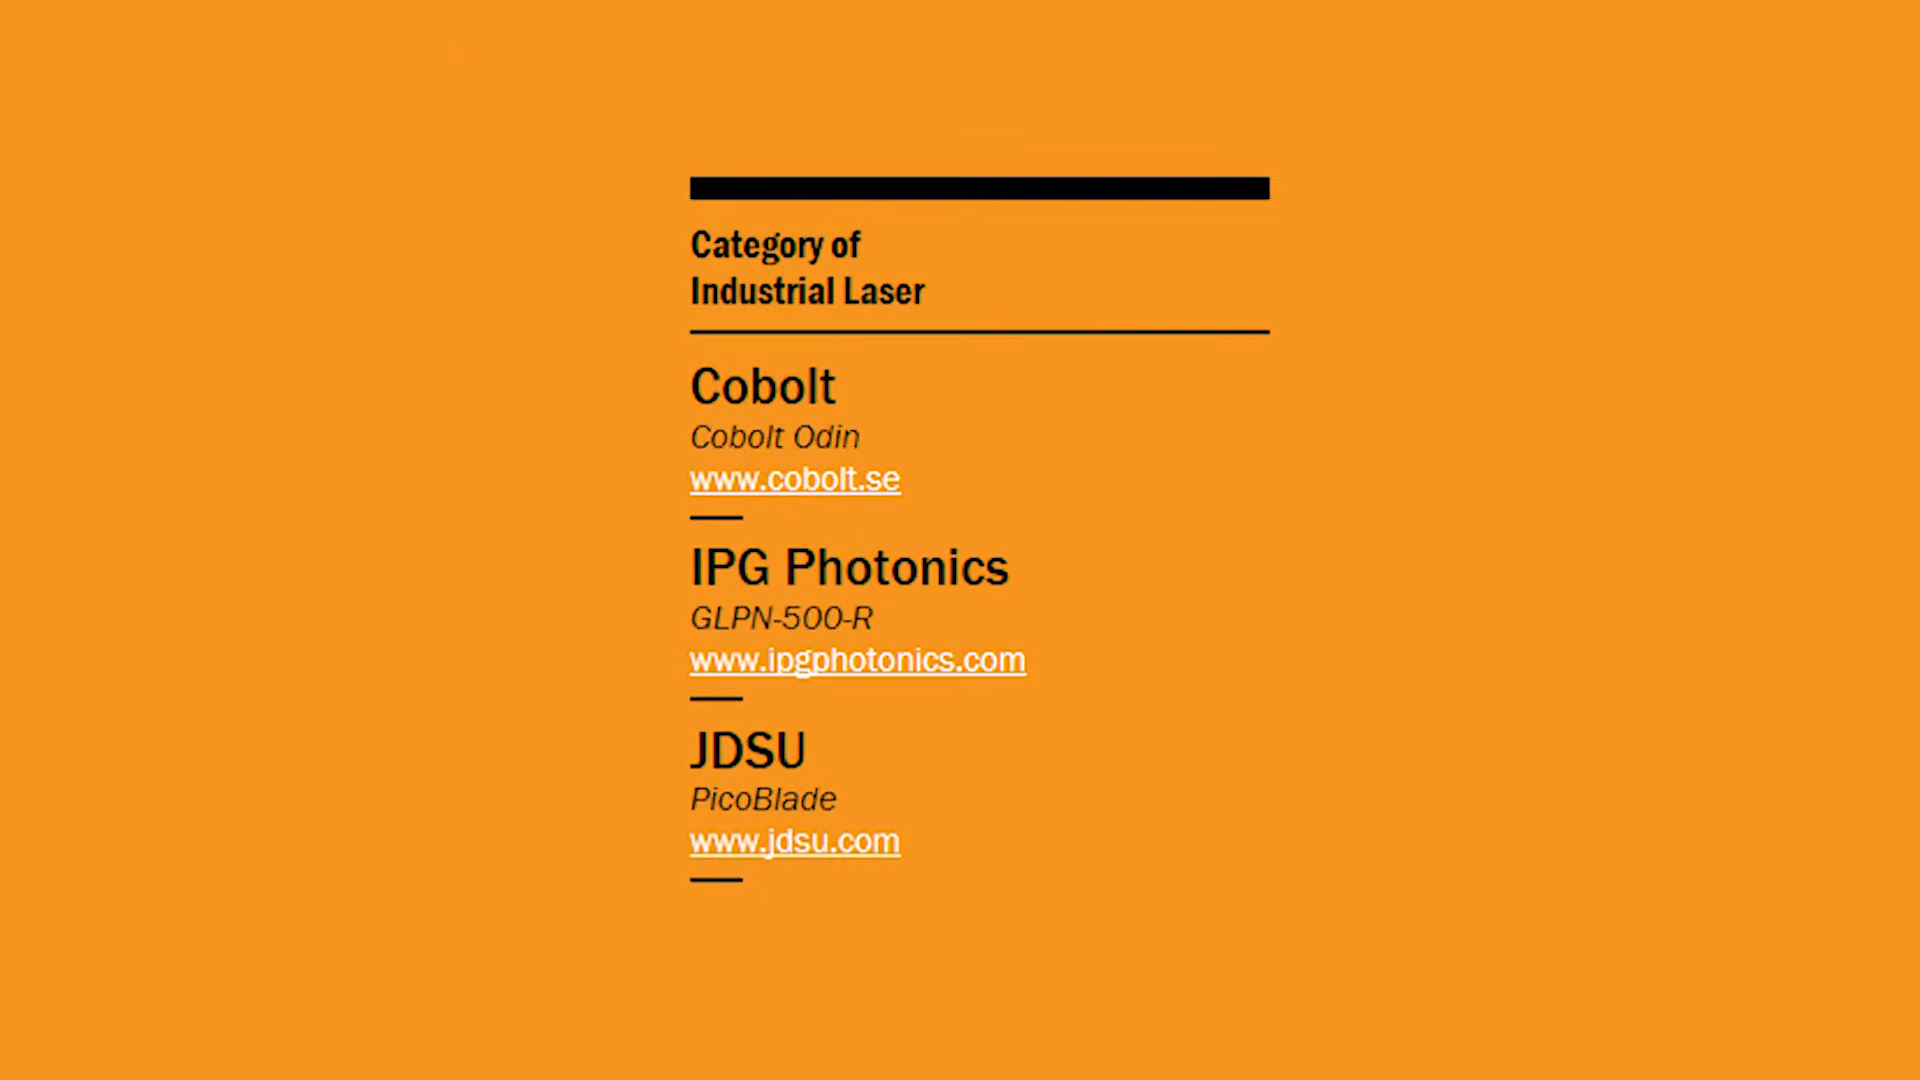 Category of
Industrial Laser
Cobolt
Cobolt Odin
www.cobolt.se
IPG Photonics
GLPN-500-R
www.ipgphotonics.com
JDSU
PicoBlade
www.jdsu.com